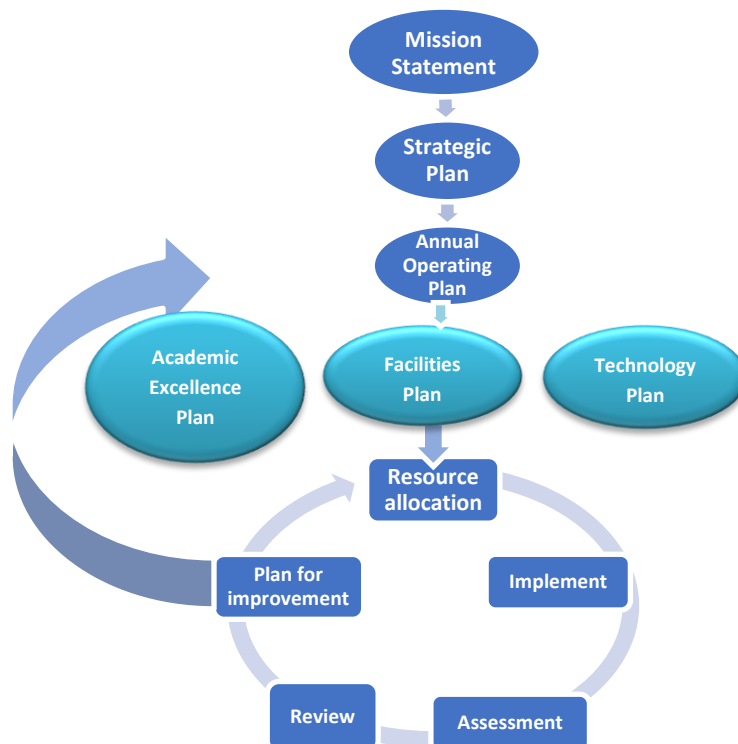 Mission
Statement
Strategic
Plan
Annual
Operating
Plan
Academic
Excellence
Plan
Facilities
Plan
Technology
Plan
Resource
allocation
Plan for
improvement
Implement
Review
Assessment